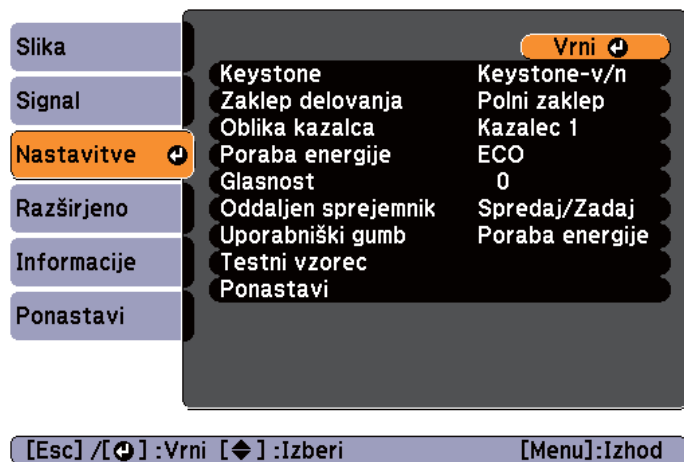 Slika
Signal
Nastavitve
Razširjeno
Informacije
Ponastavi
Vrni
Keystone Keystone-v/n
Zaklep delovanja Polni zaklep
Oblika kazalca Kazalec 1
Poraba energije ECO
Glasnost 0
Oddaljen sprejemnik Spredaj/Zadaj
Uporabniški gumb Poraba energije
Testni vzorec
Ponastavi
[Esc] /[⏎] :Vrni [◆] :Izberi [Menu]:Izhod